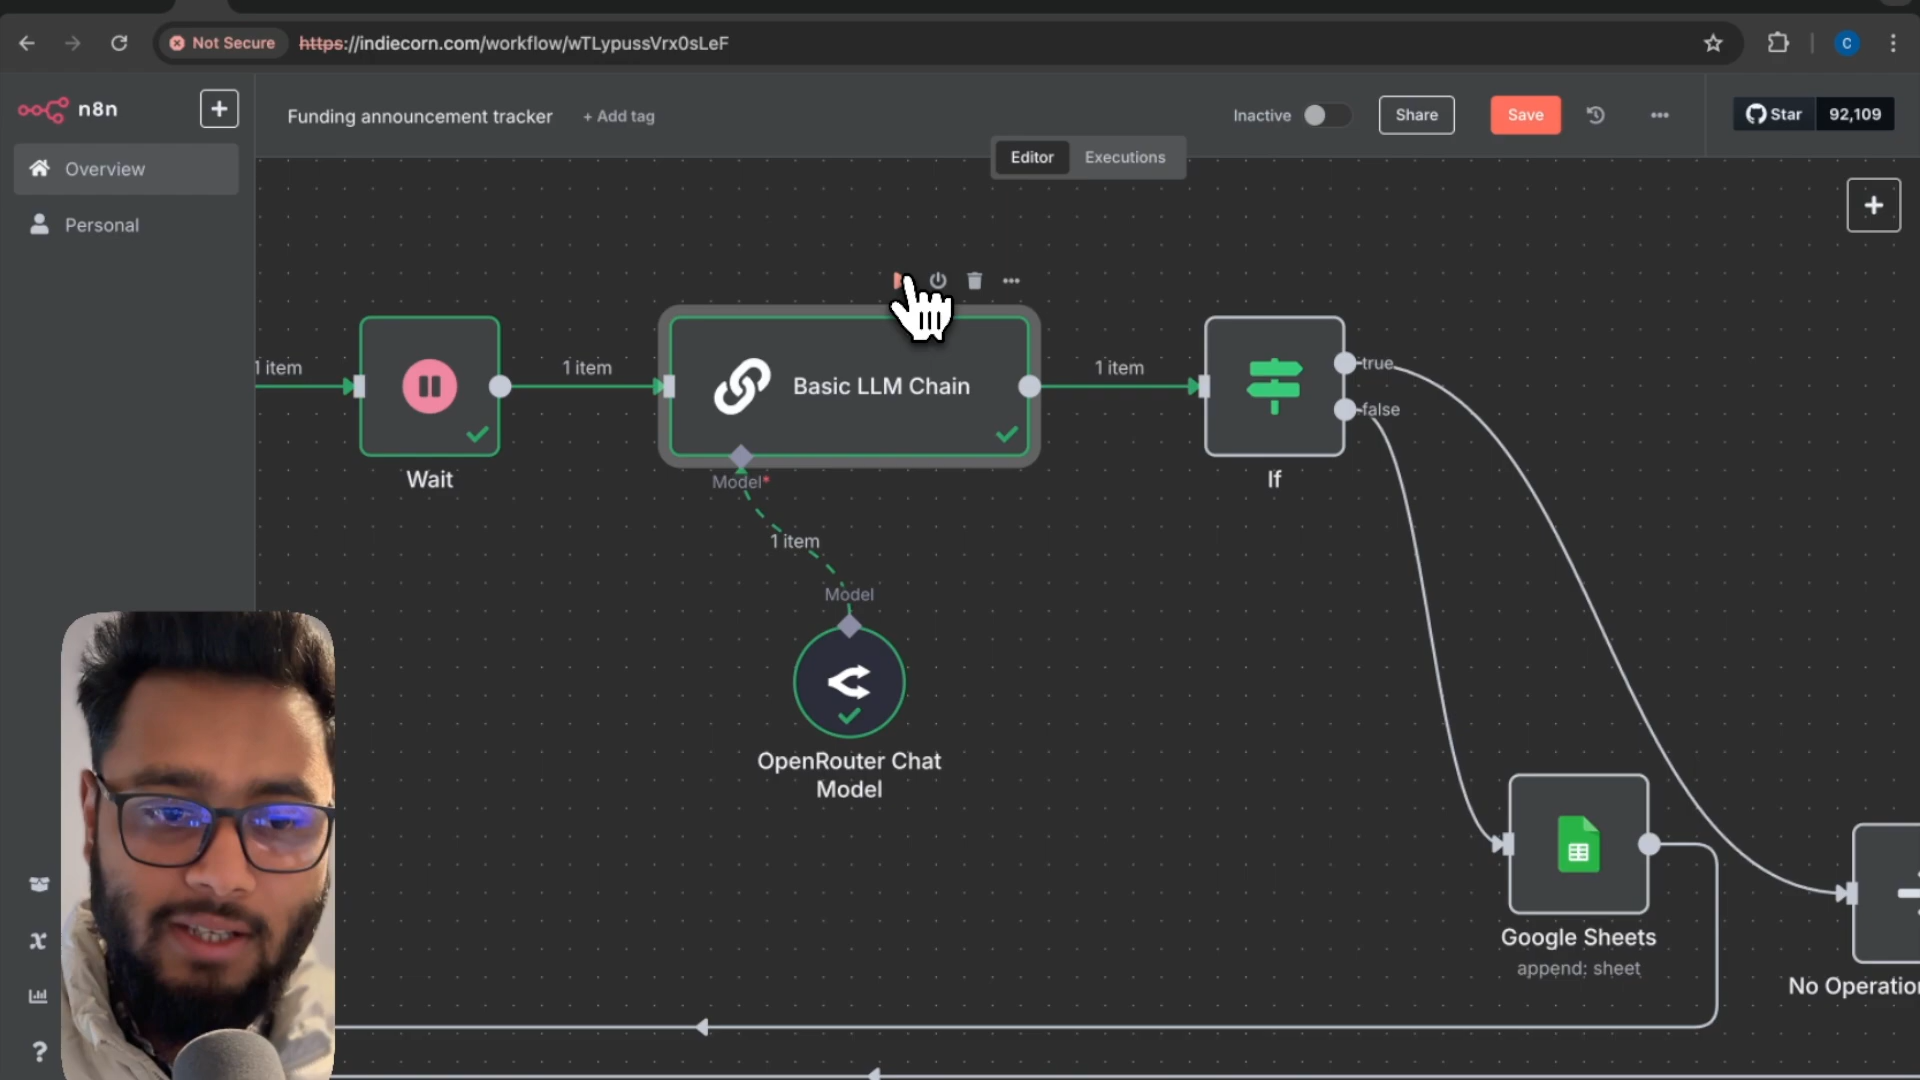 Not Secure https://indiecorn.com/workflow/wTLypussVrx0sLeF
C
n8n
Funding announcement tracker + Add tag
Inactive
Share
Save
Star 92,109
Editor Executions
Overview
Personal
1 item
1 item
1 item
Basic LLM Chain
true
false
Wait
If
Model*
1 item
Model
OpenRouter Chat
Model
Google Sheets
append: sheet
No Operation